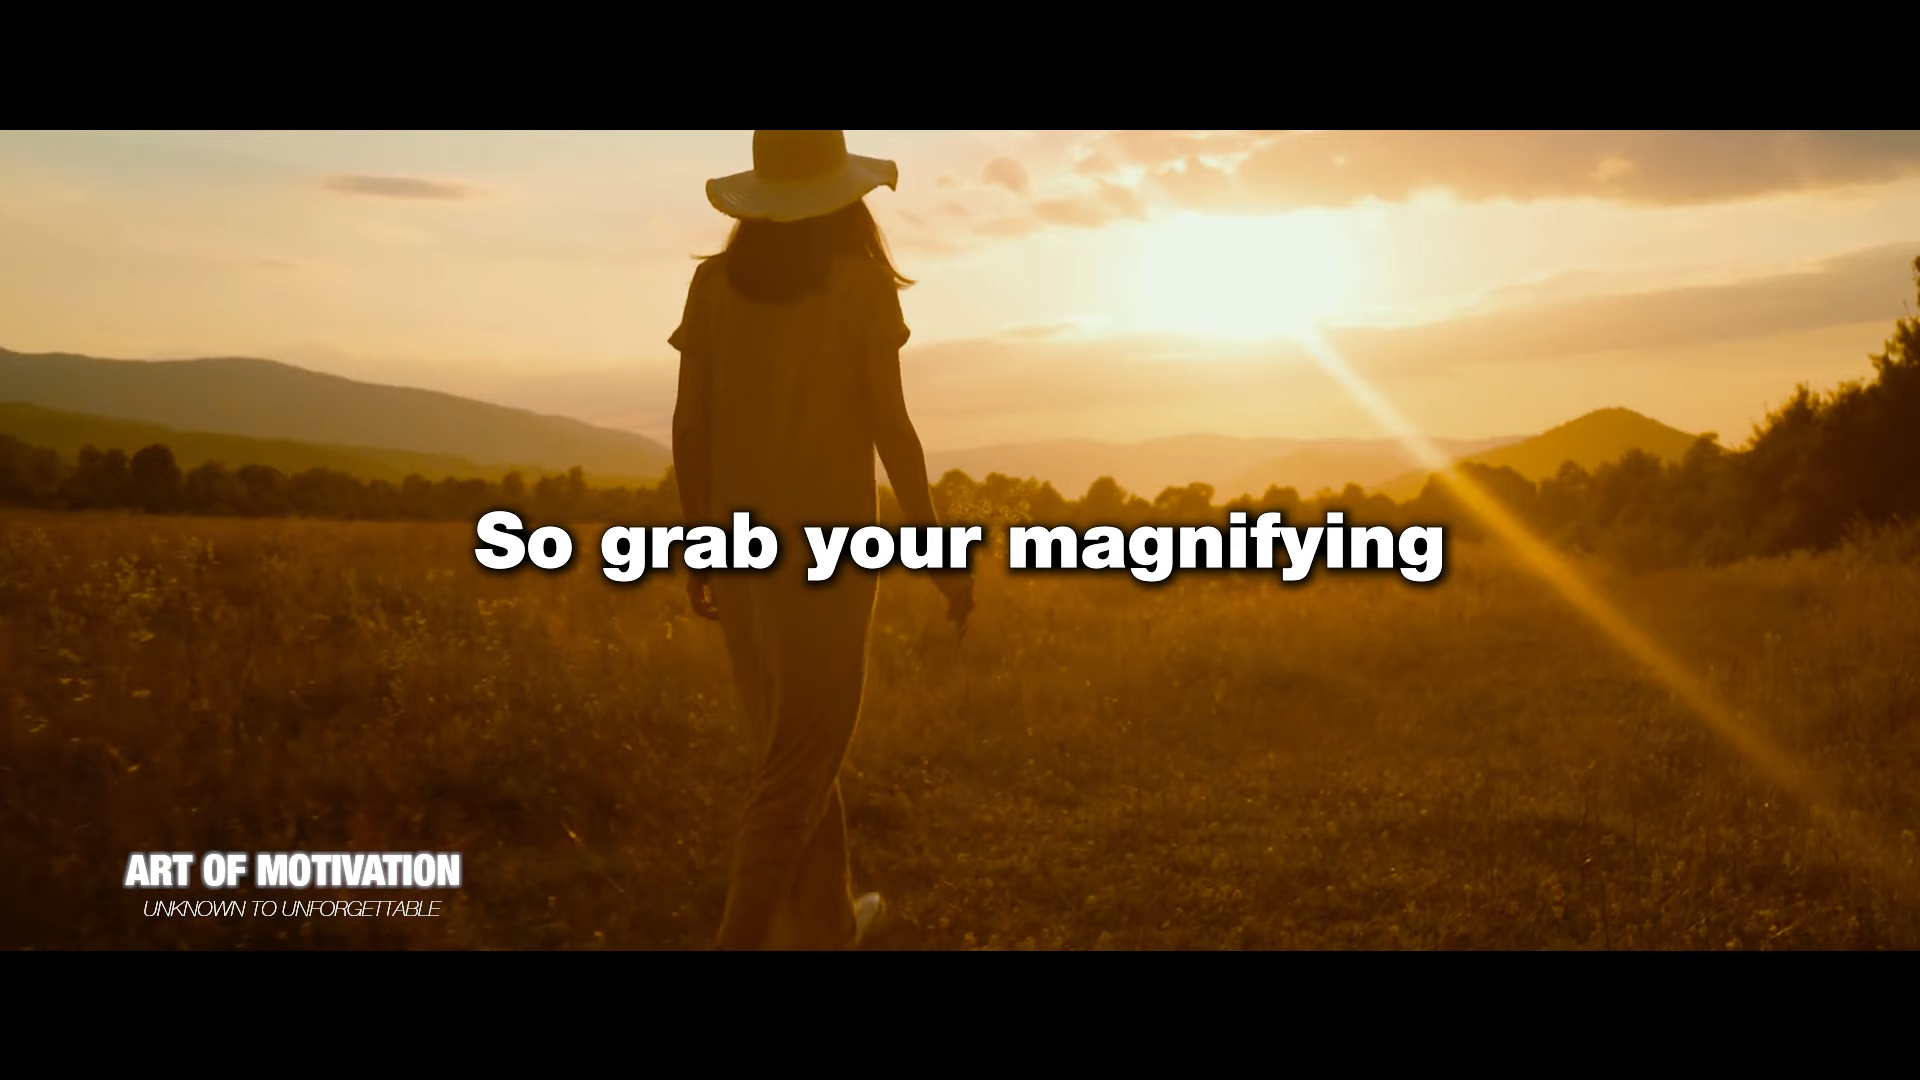 So grab your magnifying
ART OF MOTIVATION
UNKNOWN TO UNFORGETTABLE